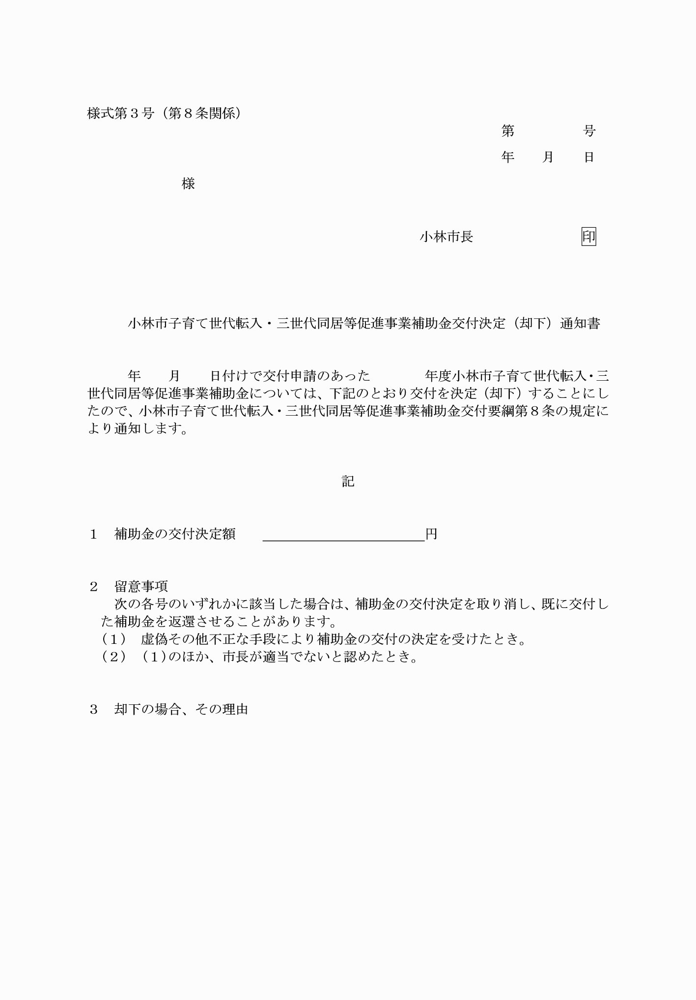 様式第３号（第８条関係）
第　　　　　号
年　　月　　日
様
小林市長　　　　　　　　印
小林市子育て世代転入・三世代同居等促進事業補助金交付決定（却下）通知書
年　　月　　日付けで交付申請のあった　　　　年度小林市子育て世代転入・三
世代同居等促進事業補助金については、下記のとおり交付を決定（却下）することにし
たので、小林市子育て世代転入・三世代同居等促進事業補助金交付要綱第８条の規定に
より通知します。
記
１　補助金の交付決定額　　＿＿＿＿＿＿＿＿＿＿＿＿円
２　留意事項
次の各号のいずれかに該当した場合は、補助金の交付決定を取り消し、既に交付し
た補助金を返還させることがあります。
（１）　虚偽その他不正な手段により補助金の交付の決定を受けたとき。
（２）　（１）のほか、市長が適当でないと認めたとき。
３　却下の場合、その理由